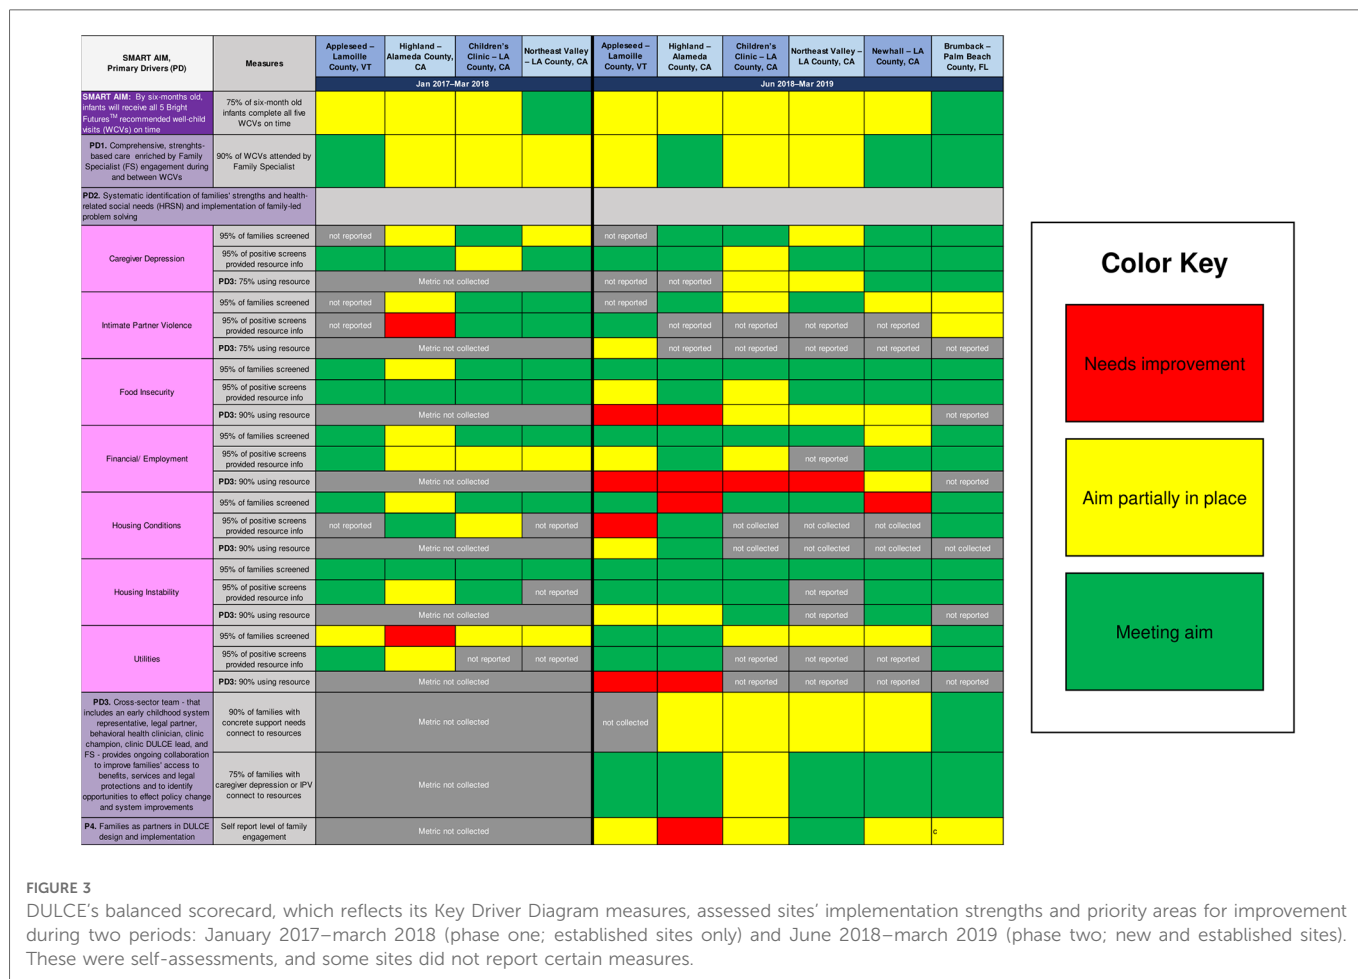 SMART AIM,
Primary Drivers (PD)
Measures
Appleseed –
Lamoille
County, VT
Highland –
Alameda County,
CA
Children's
Clinic – LA
County, CA
Northeast Valley
– LA County, CA
Appleseed –
Lamoille
County, VT
Highland –
Alameda
County, CA
Children's
Clinic – LA
County, CA
Northeast Valley –
LA County, CA
Newhall – LA
County, CA
Brumback –
Palm Beach
County, FL
Jan 2017–Mar 2018
Jun 2018–Mar 2019
SMART AIM: By six-months old,
infants will receive all 5 Bright
Futures™ recommended well-child
visits (WCVs) on time
75% of six-month old
infants complete all five
WCVs on time
PD1. Comprehensive, strenghts-
based care enriched by Family
Specialist (FS) engagement during
and between WCVs
90% of WCVs attended by
Family Specialist
PD2. Systematic identification of families' strengths and health-
related social needs (HRSN) and implementation of family-led
problem solving
Caregiver Depression
95% of families screened
not reported
not reported
95% of positive screens
provided resource info
PD3: 75% using resource
Metric not collected
not reported
not reported
Intimate Partner Violence
95% of families screened
not reported
not reported
95% of positive screens
provided resource info
not reported
not reported
not reported
not reported
not reported
PD3: 75% using resource
Metric not collected
not reported
not reported
not reported
not reported
not reported
Food Insecurity
95% of families screened
95% of positive screens
provided resource info
PD3: 90% using resource
Metric not collected
not reported
Financial/ Employment
95% of families screened
95% of positive screens
provided resource info
not reported
PD3: 90% using resource
Metric not collected
not reported
Housing Conditions
95% of families screened
95% of positive screens
provided resource info
not reported
not reported
not collected
not collected
not collected
PD3: 90% using resource
Metric not collected
not collected
not collected
not collected
not collected
Housing Instability
95% of families screened
95% of positive screens
provided resource info
not reported
not reported
PD3: 90% using resource
Metric not collected
not reported
not reported
Utilities
95% of families screened
95% of positive screens
provided resource info
not reported
not reported
not reported
not reported
not reported
PD3: 90% using resource
Metric not collected
not reported
not reported
not reported
not reported
PD3. Cross-sector team - that
includes an early childhood system
representative, legal partner,
behavioral health clinician, clinic
champion, clinic DULCE lead, and
FS - provides ongoing collaboration
to improve families' access to
benefits, services and legal
protections and to identify
opportunities to effect policy change
and system improvements
90% of families with
concrete support needs
connect to resources
Metric not collected
not collected
75% of families with
caregiver depression or IPV
connect to resources
Metric not collected
P4. Families as partners in DULCE
design and implementation
Self report level of family
engagement
Metric not collected
c
Color Key
Needs improvement
Aim partially in place
Meeting aim
FIGURE 3
DULCE's balanced scorecard, which reflects its Key Driver Diagram measures, assessed sites' implementation strengths and priority areas for improvement
during two periods: January 2017–march 2018 (phase one; established sites only) and June 2018–march 2019 (phase two; new and established sites).
These were self-assessments, and some sites did not report certain measures.